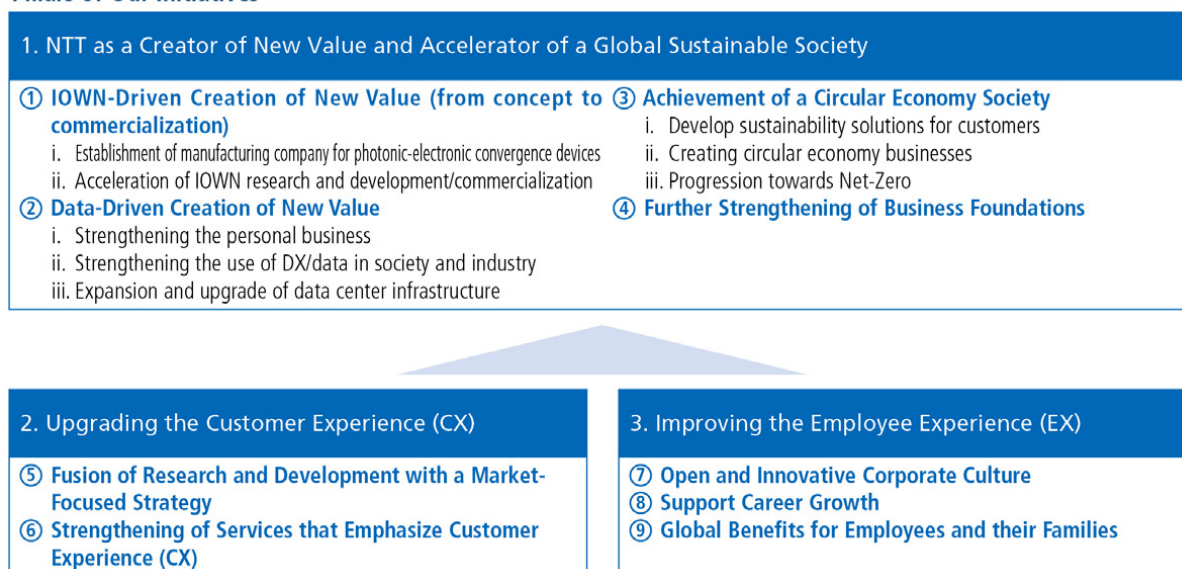 1. NTT as a Creator of New Value and Accelerator of a Global Sustainable Society
① IOWN-Driven Creation of New Value (from concept to
commercialization)
i. Establishment of manufacturing company for photonic-electronic convergence devices
ii. Acceleration of IOWN research and development/commercialization
② Data-Driven Creation of New Value
i. Strengthening the personal business
ii. Strengthening the use of DX/data in society and industry
iii. Expansion and upgrade of data center infrastructure
③ Achievement of a Circular Economy Society
i. Develop sustainability solutions for customers
ii. Creating circular economy businesses
iii. Progression towards Net-Zero
④ Further Strengthening of Business Foundations
2. Upgrading the Customer Experience (CX)
⑤ Fusion of Research and Development with a Market-
Focused Strategy
⑥ Strengthening of Services that Emphasize Customer
Experience (CX)
3. Improving the Employee Experience (EX)
⑦ Open and Innovative Corporate Culture
⑧ Support Career Growth
⑨ Global Benefits for Employees and their Families